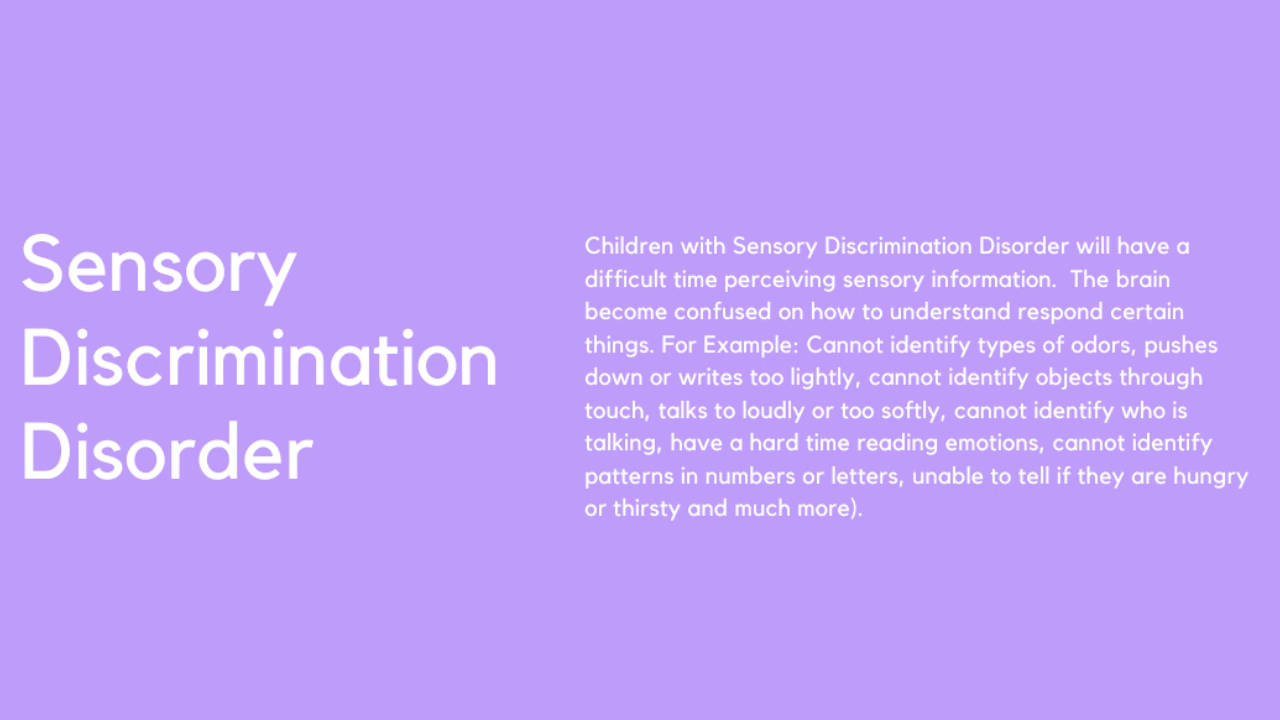 Sensory
Discrimination
Disorder
Children with Sensory Discrimination Disorder will have a
difficult time perceiving sensory information.  The brain
become confused on how to understand respond certain
things. For Example: Cannot identify types of odors, pushes
down or writes too lightly, cannot identify objects through
touch, talks to loudly or too softly, cannot identify who is
talking, have a hard time reading emotions, cannot identify
patterns in numbers or letters, unable to tell if they are hungry
or thirsty and much more).